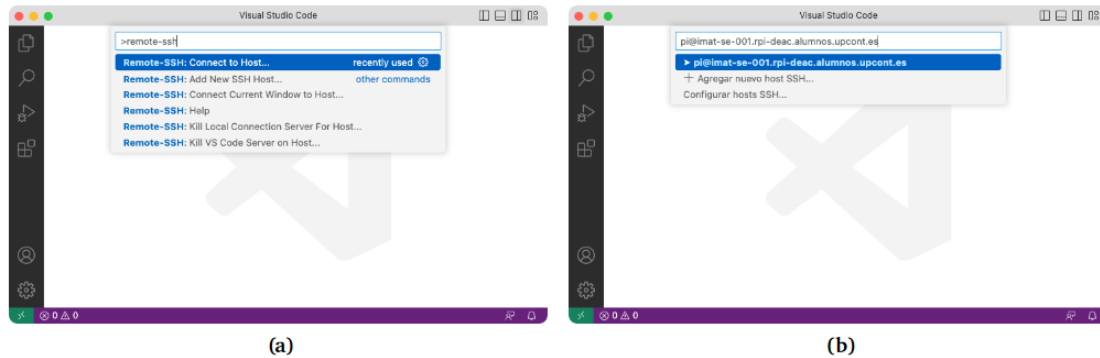 Visual Studio Code
>remote-ssh
Remote-SSH: Connect to Host... recently used
Remote-SSH: Add New SSH Host... other commands
Remote-SSH: Connect Current Window to Host...
Remote-SSH: Help
Remote-SSH: Kill Local Connection Server For Host...
Remote-SSH: Kill VS Code Server on Host...
0 0
(a)
Visual Studio Code
pi@imat-se-001.rpi-deac.alumnos.upcont.es
➤ pi@imat-se-001.rpi-deac.alumnos.upcont.es
+ Agregar nuevo host SSH...
Configurar hosts SSH...
0 0
(b)